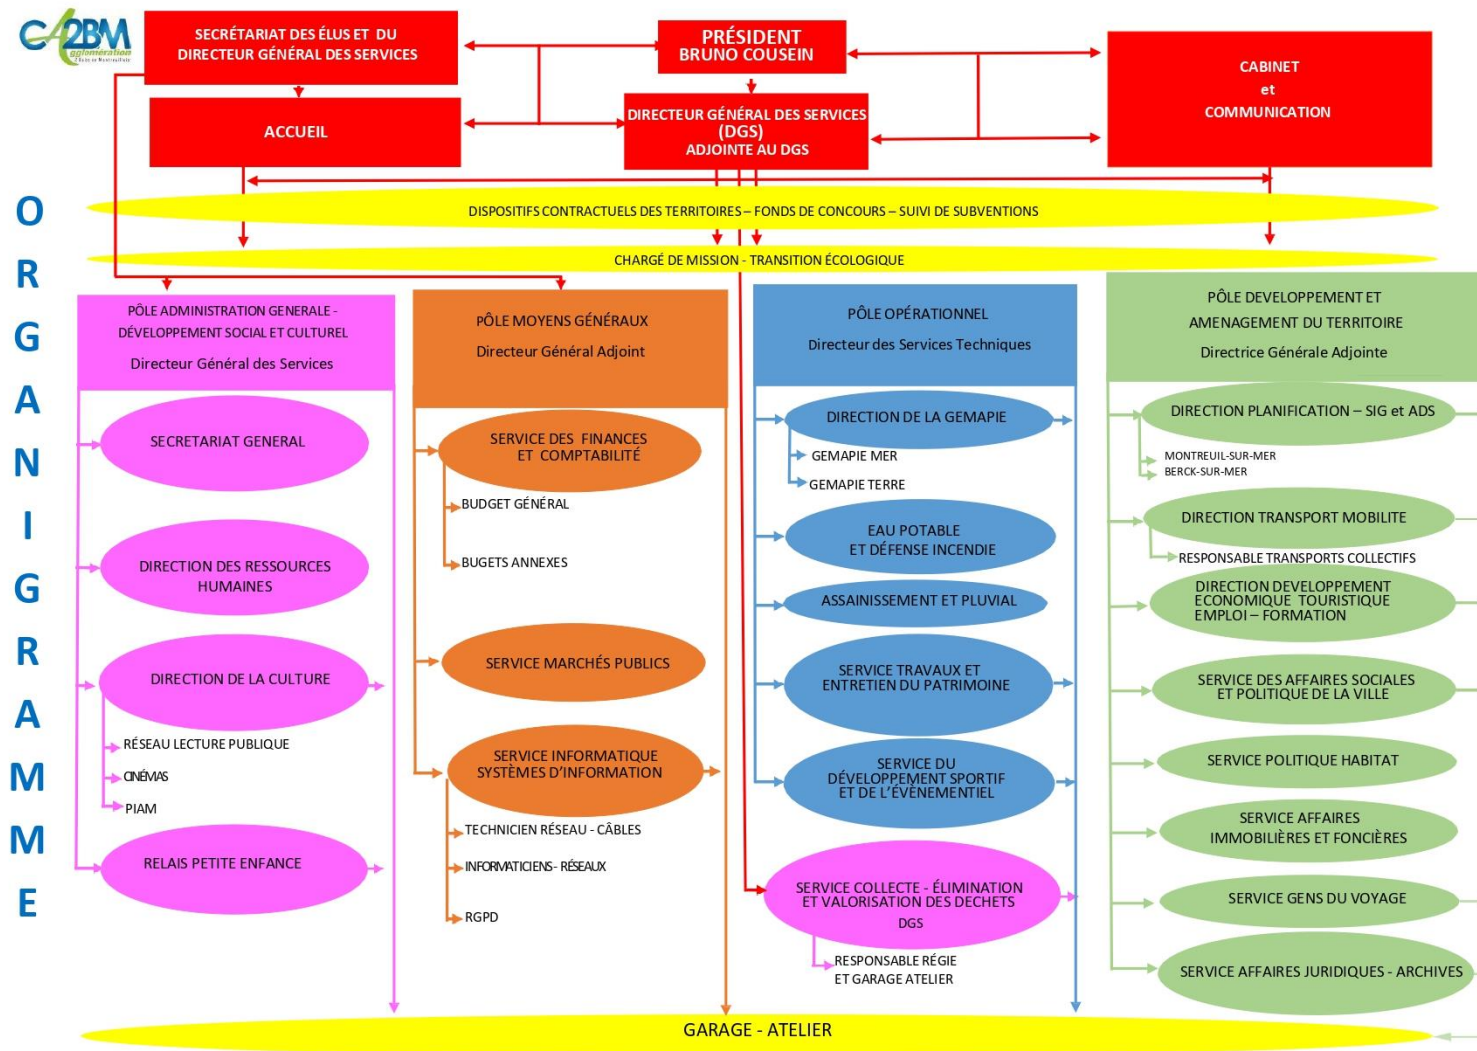 CA2BM
Agglomération
SECRÉTARIAT DES ÉLUS ET DU
DIRECTEUR GÉNÉRAL DES SERVICES
PRÉSIDENT
BRUNO COUSEIN
CABINET
et
COMMUNICATION
ACCUEIL
DIRECTEUR GÉNÉRAL DES SERVICES
(DGS)
ADJOINTE AU DGS
ORGANIGRAMME
DISPOSITIFS CONTRACTUELS DES TERRITOIRES – FONDS DE CONCOURS – SUIVI DE SUBVENTIONS
CHARGÉ DE MISSION - TRANSITION ÉCOLOGIQUE
PÔLE ADMINISTRATION GENERALE -
DÉVELOPPEMENT SOCIAL ET CULTUREL
Directeur Général des Services
SECRETARIAT GENERAL
DIRECTION DES RESSOURCES
HUMAINES
DIRECTION DE LA CULTURE
RÉSEAU LECTURE PUBLIQUE
CINÉMAS
PIAM
RELAIS PETITE ENFANCE
PÔLE MOYENS GÉNÉRAUX
Directeur Général Adjoint
SERVICE DES FINANCES
ET COMPTABILITÉ
BUDGET GÉNÉRAL
BUGETS ANNEXES
SERVICE MARCHÉS PUBLICS
SERVICE INFORMATIQUE
SYSTÈMES D'INFORMATION
TECHNICIEN RÉSEAU - CÂBLES
INFORMATICIENS - RÉSEAUX
RGPD
PÔLE OPÉRATIONNEL
Directeur des Services Techniques
DIRECTION DE LA GEMAPIE
GEMAPIE MER
GEMAPIE TERRE
EAU POTABLE
ET DÉFENSE INCENDIE
ASSAINISSEMENT ET PLUVIAL
SERVICE TRAVAUX ET
ENTRETIEN DU PATRIMOINE
SERVICE DU
DÉVELOPPEMENT SPORTIF
ET DE L'ÉVÈNEMENTIEL
SERVICE COLLECTE - ÉLIMINATION
ET VALORISATION DES DECHETS
DGS
RESPONSABLE RÉGIE
ET GARAGE ATELIER
PÔLE DEVELOPPEMENT ET
AMENAGEMENT DU TERRITOIRE
Directrice Générale Adjointe
DIRECTION PLANIFICATION – SIG et ADS
MONTREUIL-SUR-MER
BERCK-SUR-MER
DIRECTION TRANSPORT MOBILITE
RESPONSABLE TRANSPORTS COLLECTIFS
DIRECTION DEVELOPPEMENT
ECONOMIQUE TOURISTIQUE
EMPLOI – FORMATION
SERVICE DES AFFAIRES SOCIALES
ET POLITIQUE DE LA VILLE
SERVICE POLITIQUE HABITAT
SERVICE AFFAIRES
IMMOBILIÈRES ET FONCIÈRES
SERVICE GENS DU VOYAGE
SERVICE AFFAIRES JURIDIQUES - ARCHIVES
GARAGE - ATELIER